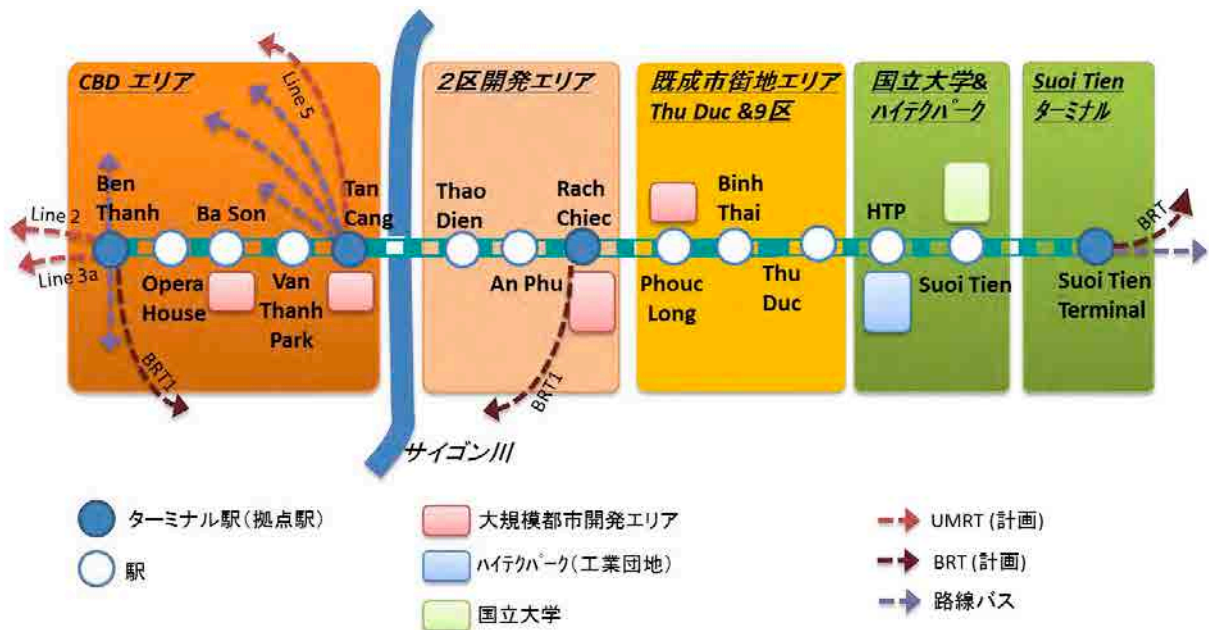 CBD エリア
2区開発エリア
既成市街地エリア
Thu Duc &9区
国立大学&
ハイテクパーク
Suoi Tien
ターミナル
Line 5
Line 2
Line 3a
Ben
Thanh
Ba Son
Tan
Cang
Thao
Dien
Rach
Chiec
Binh
Thai
HTP
BRT
Opera
House
Van
Thanh
Park
An Phu
Phouc
Long
Thu
Duc
Suoi Tien
Suoi Tien
Terminal
BRT1
BRT1
サイゴン川
ターミナル駅(拠点駅)
駅
大規模都市開発エリア
ハイテクパーク(工業団地)
国立大学
UMRT (計画)
BRT (計画)
路線バス